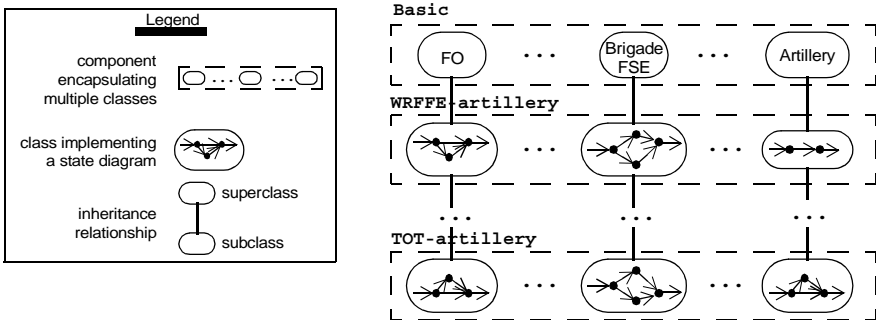 Legend
component
encapsulating
multiple classes
...
...
class implementing
a state diagram
superclass
inheritance
relationship
subclass
Basic
FO
...
Brigade
FSE
...
Artillery
WRFFE-artillery
...
...
...
...
...
TOT-artillery
...
...